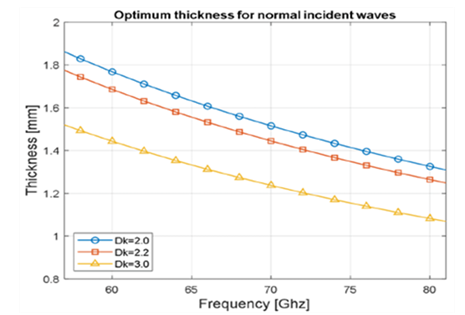 Optimum thickness for normal incident waves
2
1.8
1.6
1.4
1.2
1
0.8
Thickness [mm]
Dk=2.0
Dk=2.2
Dk=3.0
60
65
70
75
80
Frequency [Ghz]